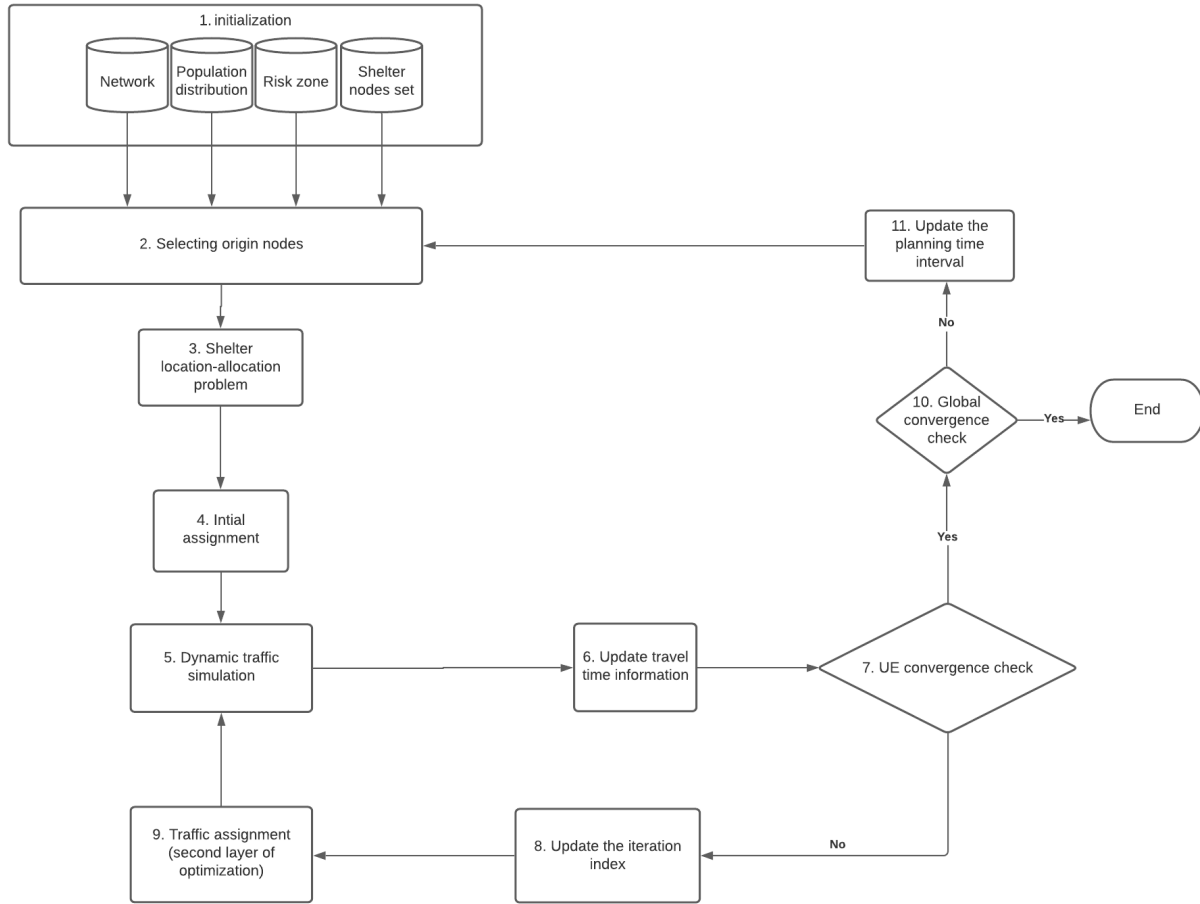 1. initialization
Network
Population
distribution
Risk zone
Shelter
nodes set
2. Selecting origin nodes
11. Update the
planning time
interval
No
3. Shelter
location-allocation
problem
10. Global
convergence
check
Yes
End
4. Intial
assignment
Yes
5. Dynamic traffic
simulation
6. Update travel
time information
7. UE convergence check
9. Traffic assignment
(second layer of
optimization)
8. Update the iteration
index
No